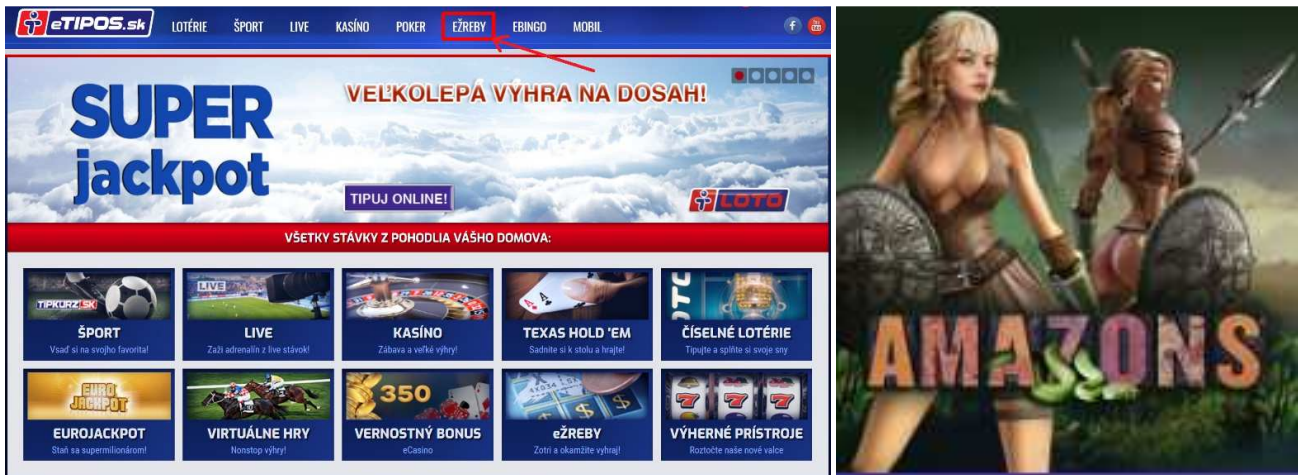 eTIPOS.sk LOTÉRIE ŠPORT LIVE KASÍNO POKER EŽREBY EBINGO MOBIL f You
SUPER
jackpot
VEĽKOLEPÁ VÝHRA NA DOSAH!
TIPUJ ONLINE!
LOTO
VŠETKY STÁVKY Z POHODLIA VÁŠHO DOMOVA:
TIPKURZ.SK
ŠPORT
Vsaď si na svojho favorita!
LIVE
LIVE
Zaži adrenalín z live stávok!
KASÍNO
Zábava a veľké výhry!
A A
TEXAS HOLD 'EM
Sadnite si k stolu a hrajte!
ČÍSELNÉ LOTÉRIE
Tipujte a splňte si svoje sny
EURO
JACKPOT
EUROJACKPOT
Staň sa supermilionárom!
VIRTUÁLNE HRY
Nonstop výhry!
350
VERNOSTNÝ BONUS
eCasino
eŽREBY
Zotri a okamžite vyhraj!
7 7 7
VÝHERNÉ PRÍSTROJE
Roztočte naše nové valce
AMAZONS